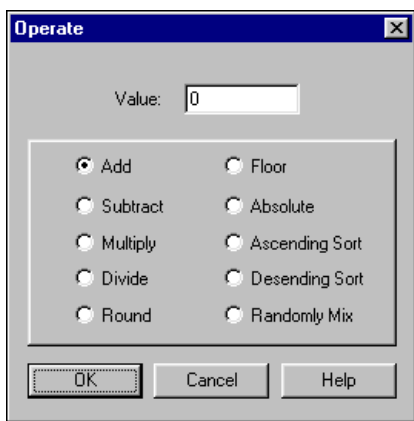 Operate
Value: 0
Add Floor
Subtract Absolute
Multiply Ascending Sort
Divide Desending Sort
Round Randomly Mix
OK Cancel Help